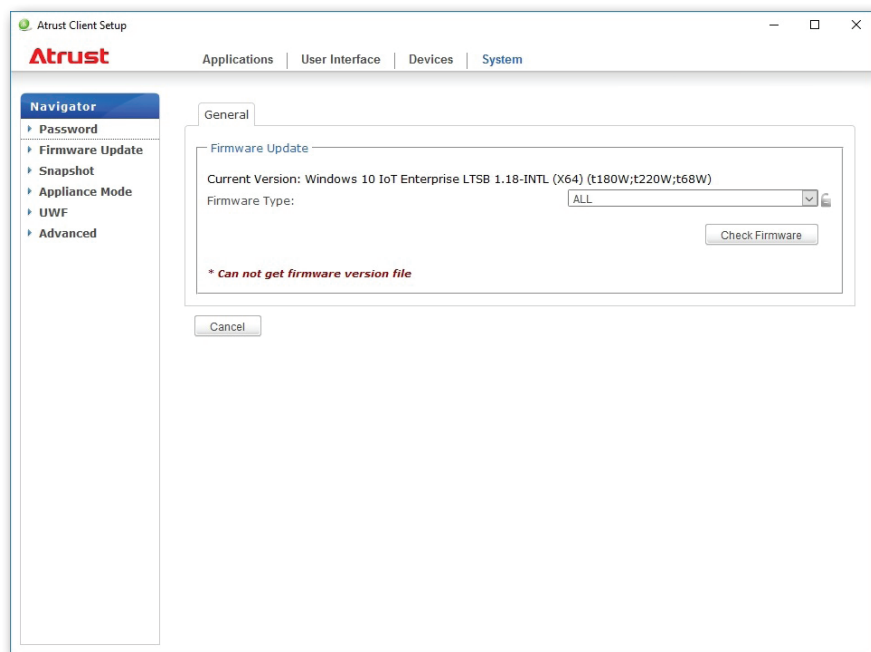 Atrust Client Setup
Atrust
Applications | User Interface | Devices | System
Navigator
Password
Firmware Update
Snapshot
Appliance Mode
UWF
Advanced
General
Firmware Update
Current Version: Windows 10 IoT Enterprise LTSB 1.18-INTL (X64) (t180W;t220W;t68W)
Firmware Type: ALL
Check Firmware
* Can not get firmware version file
Cancel